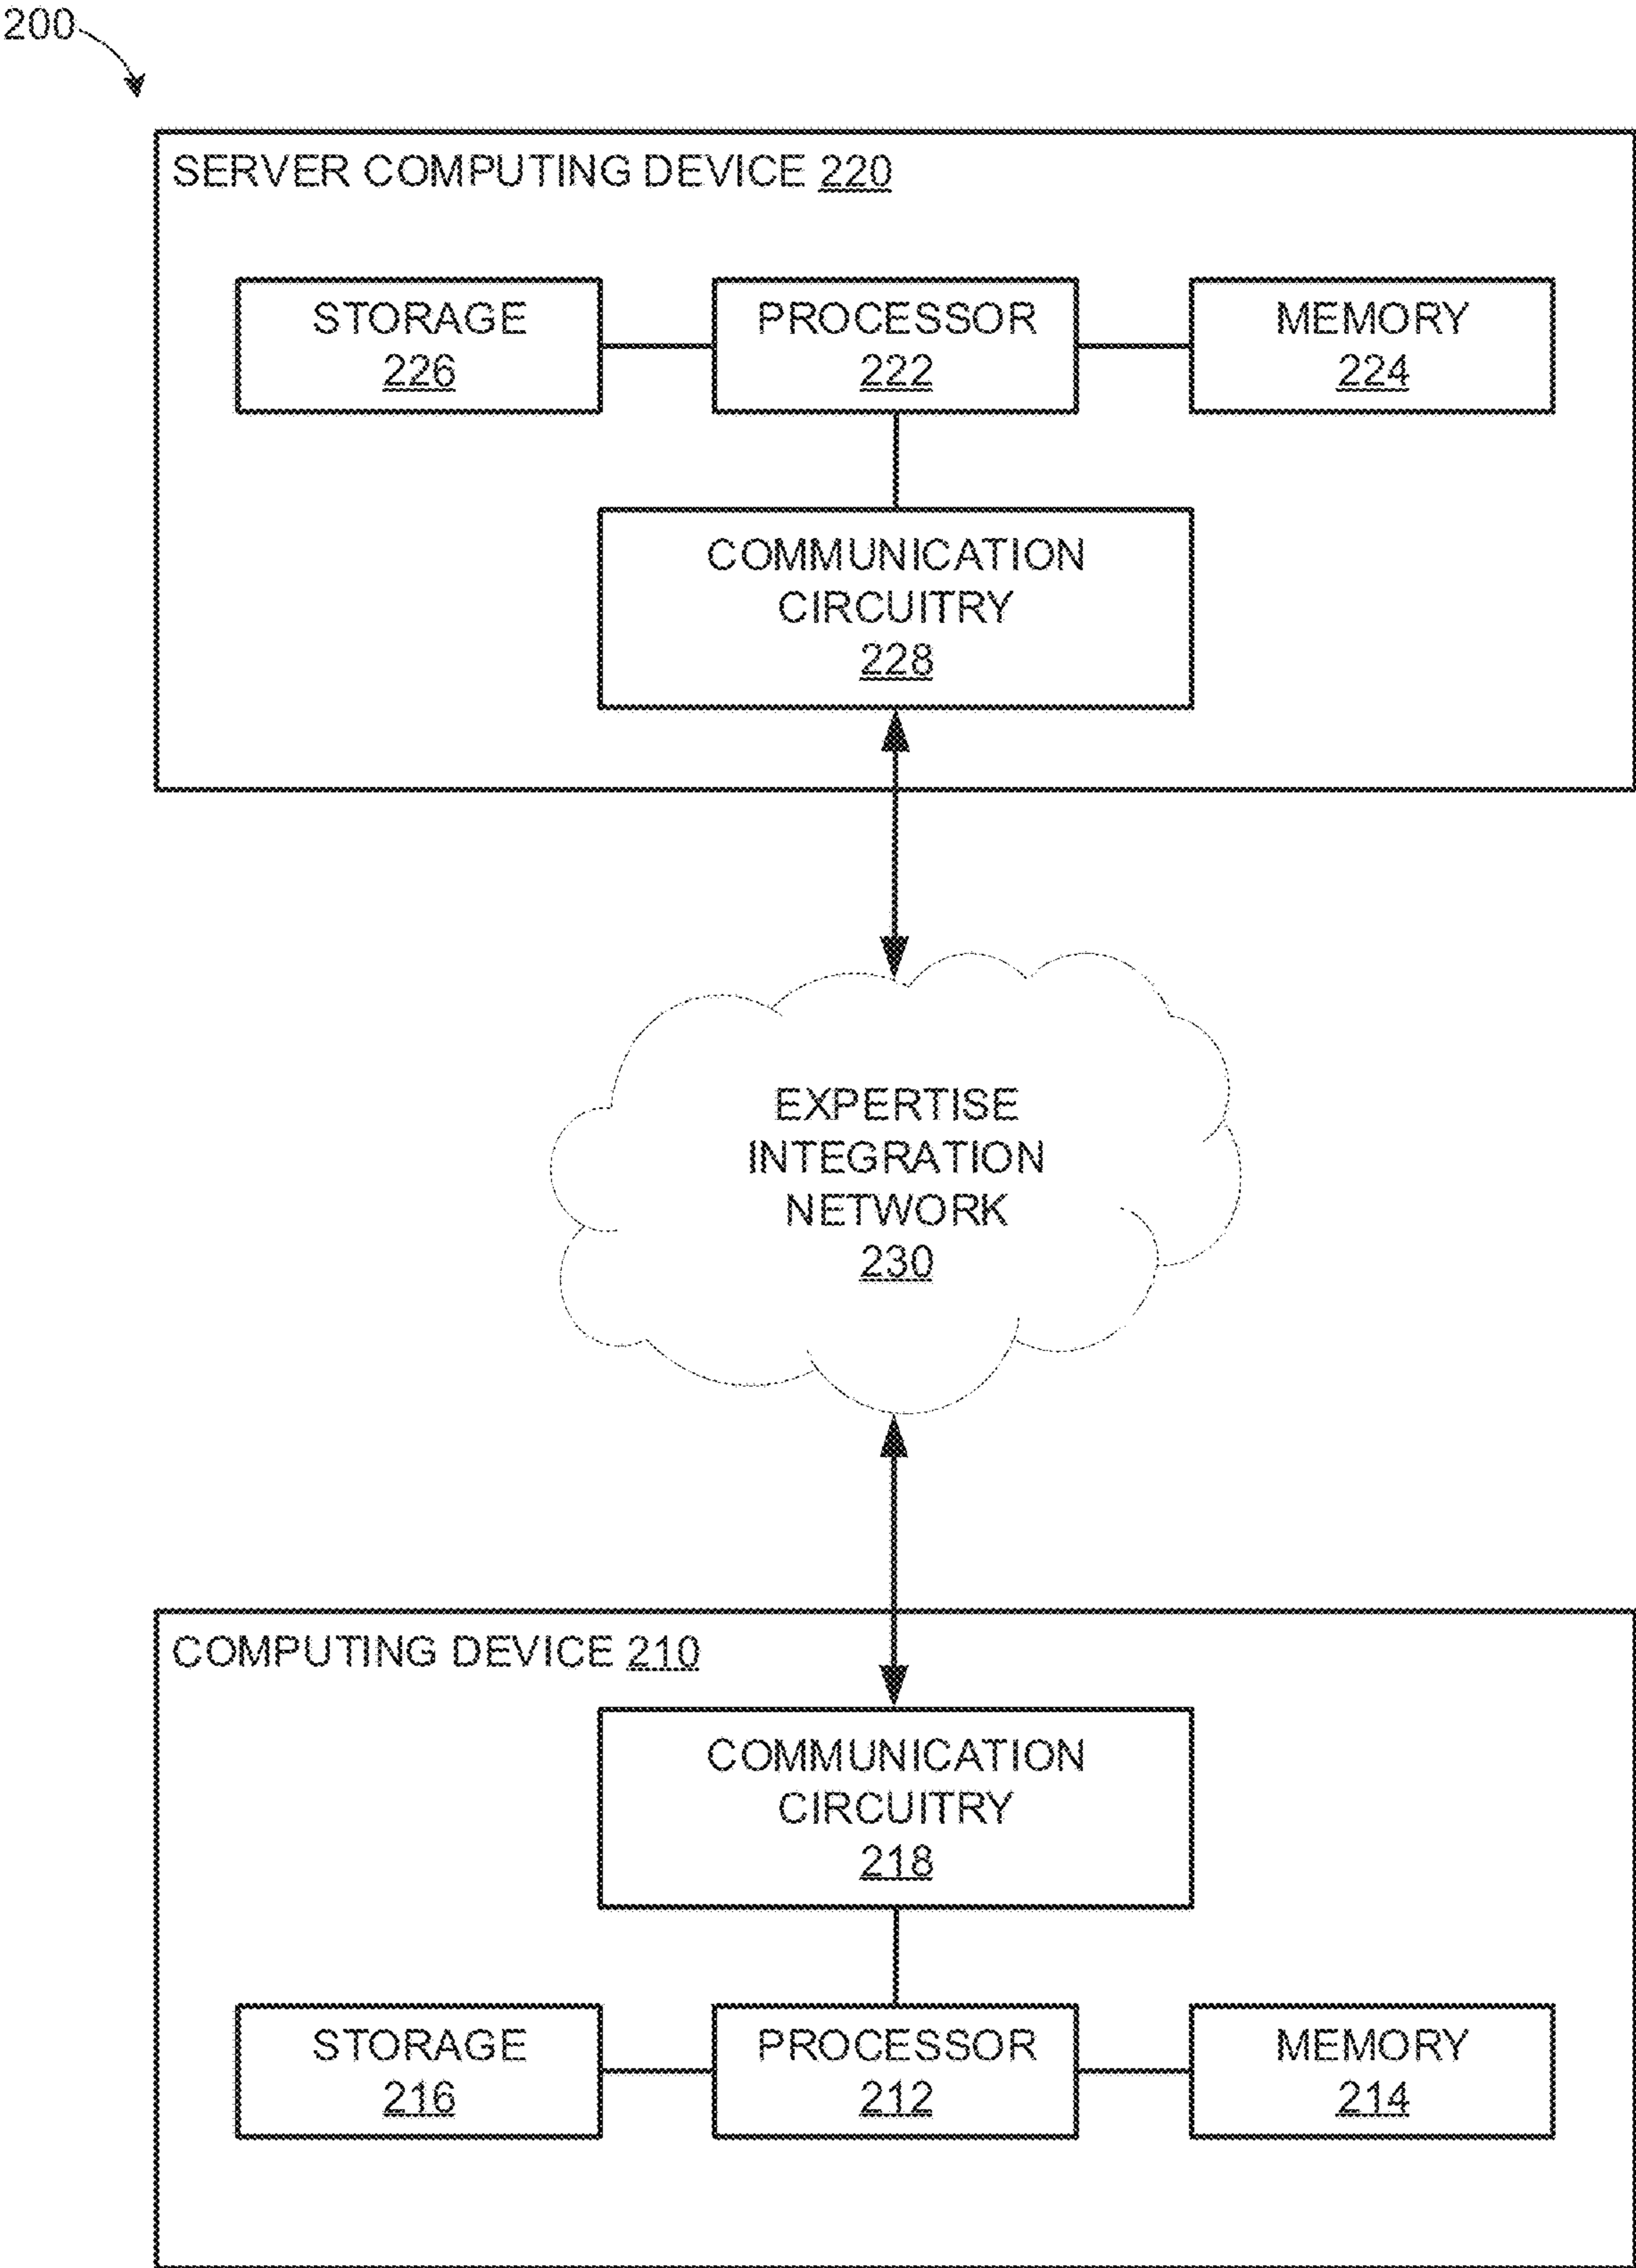 200
SERVER COMPUTING DEVICE 220
STORAGE
226
PROCESSOR
222
MEMORY
224
COMMUNICATION
CIRCUITRY
228
EXPERTISE
INTEGRATION
NETWORK
230
COMPUTING DEVICE 210
COMMUNICATION
CIRCUITRY
218
STORAGE
216
PROCESSOR
212
MEMORY
214